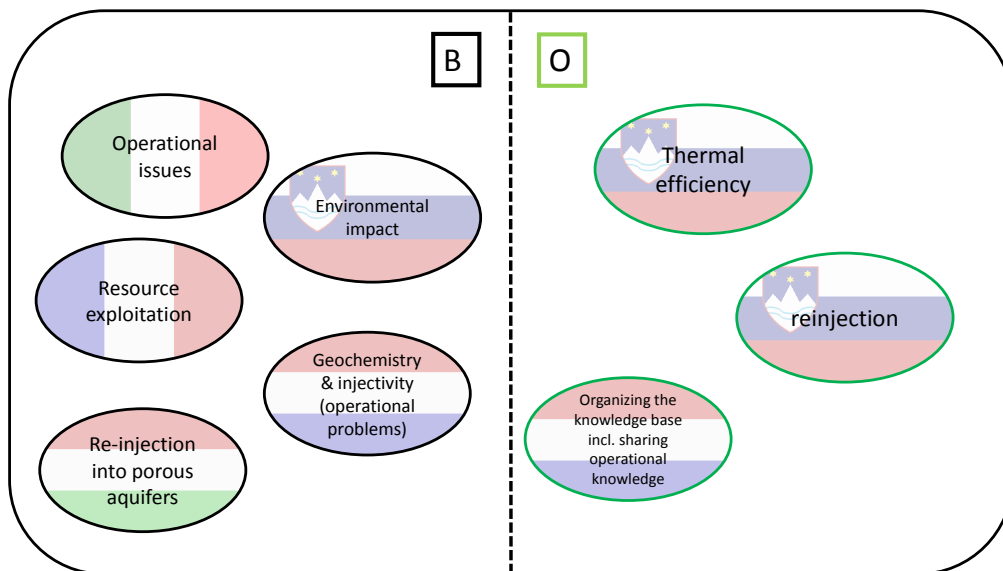 B
Operational
issues
Environmental
impact
Resource
exploitation
Geochemistry
& injectivity
(operational
problems)
Re-injection
into porous
aquifers
O
Thermal
efficiency
reinjection
Organizing the
knowledge base
incl. sharing
operational
knowledge